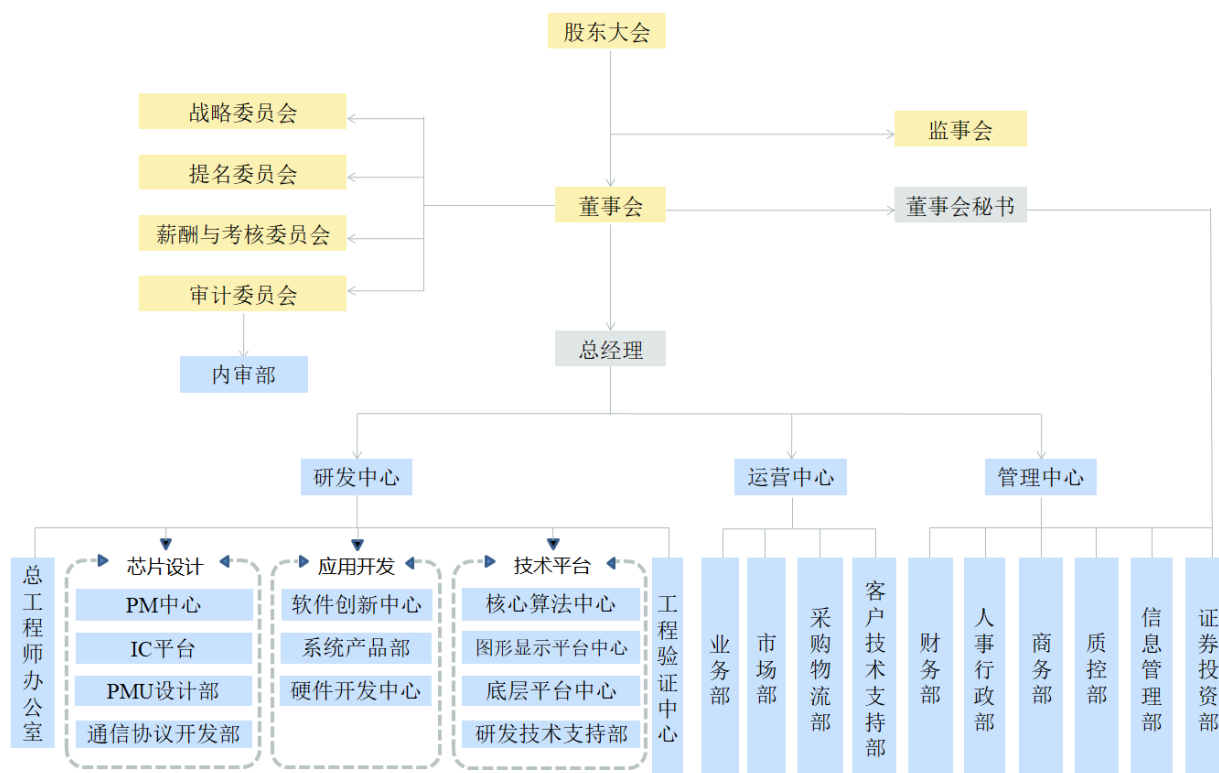 股东大会
战略委员会
监事会
提名委员会
董事会
董事会秘书
薪酬与考核委员会
审计委员会
总经理
内审部
研发中心
运营中心
管理中心
总工程师办公室
芯片设计
PM中心
IC平台
PMU设计部
通信协议开发部
应用开发
软件创新中心
系统产品部
硬件开发中心
技术平台
核心算法中心
图形显示平台中心
底层平台中心
研发技术支持部
工程验证中心
业务部
市场部
采购物流部
客户技术支持部
财务部
人事行政部
商务部
质控部
信息管理部
证券投资部